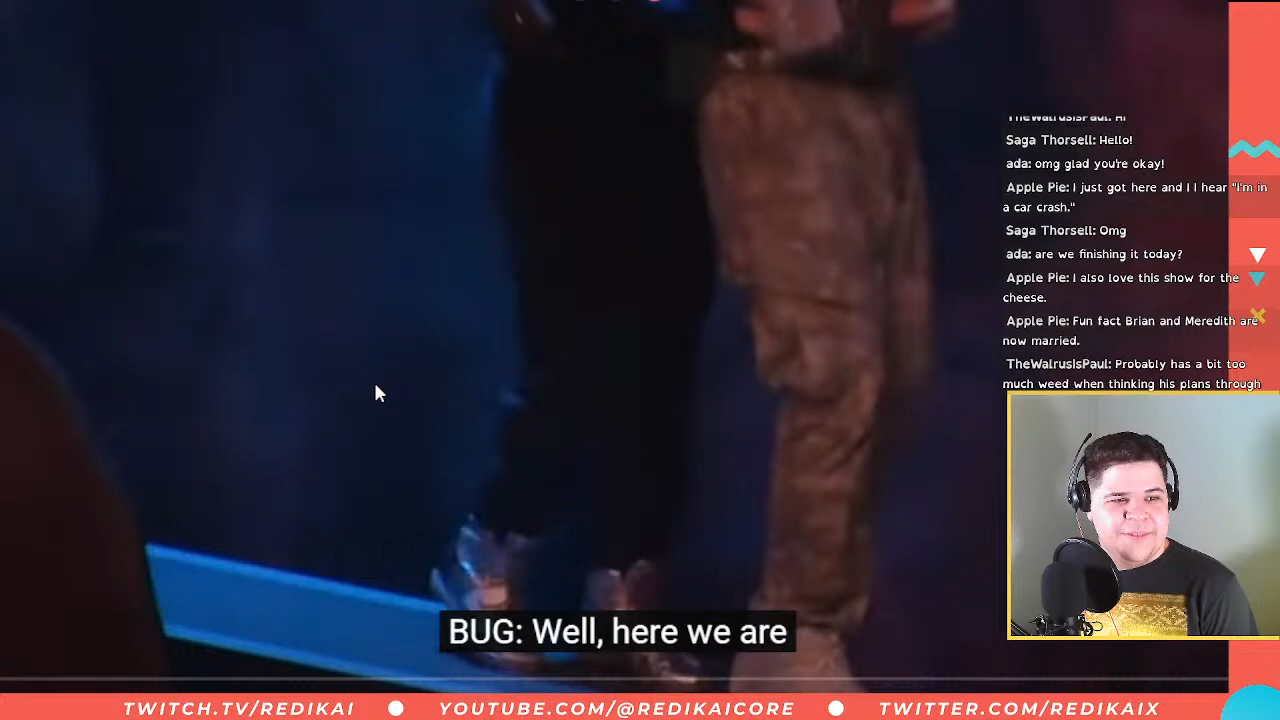 TheWalrusIsPaul: Hi
Saga Thorsell: Hello!
ada: omg glad you're okay!
Apple Pie: I just got here and I I hear "I'm in
a car crash."
Saga Thorsell: Omg
ada: are we finishing it today?
Apple Pie: I also love this show for the
cheese.
Apple Pie: Fun fact Brian and Meredith are
now married.
TheWalrusIsPaul: Probably has a bit too
much weed when thinking his plans through
BUG: Well, here we are
TWITCH.TV/REDIKAI
YOUTUBE.COM/@REDIKAICORE
TWITTER.COM/REDIKAIX